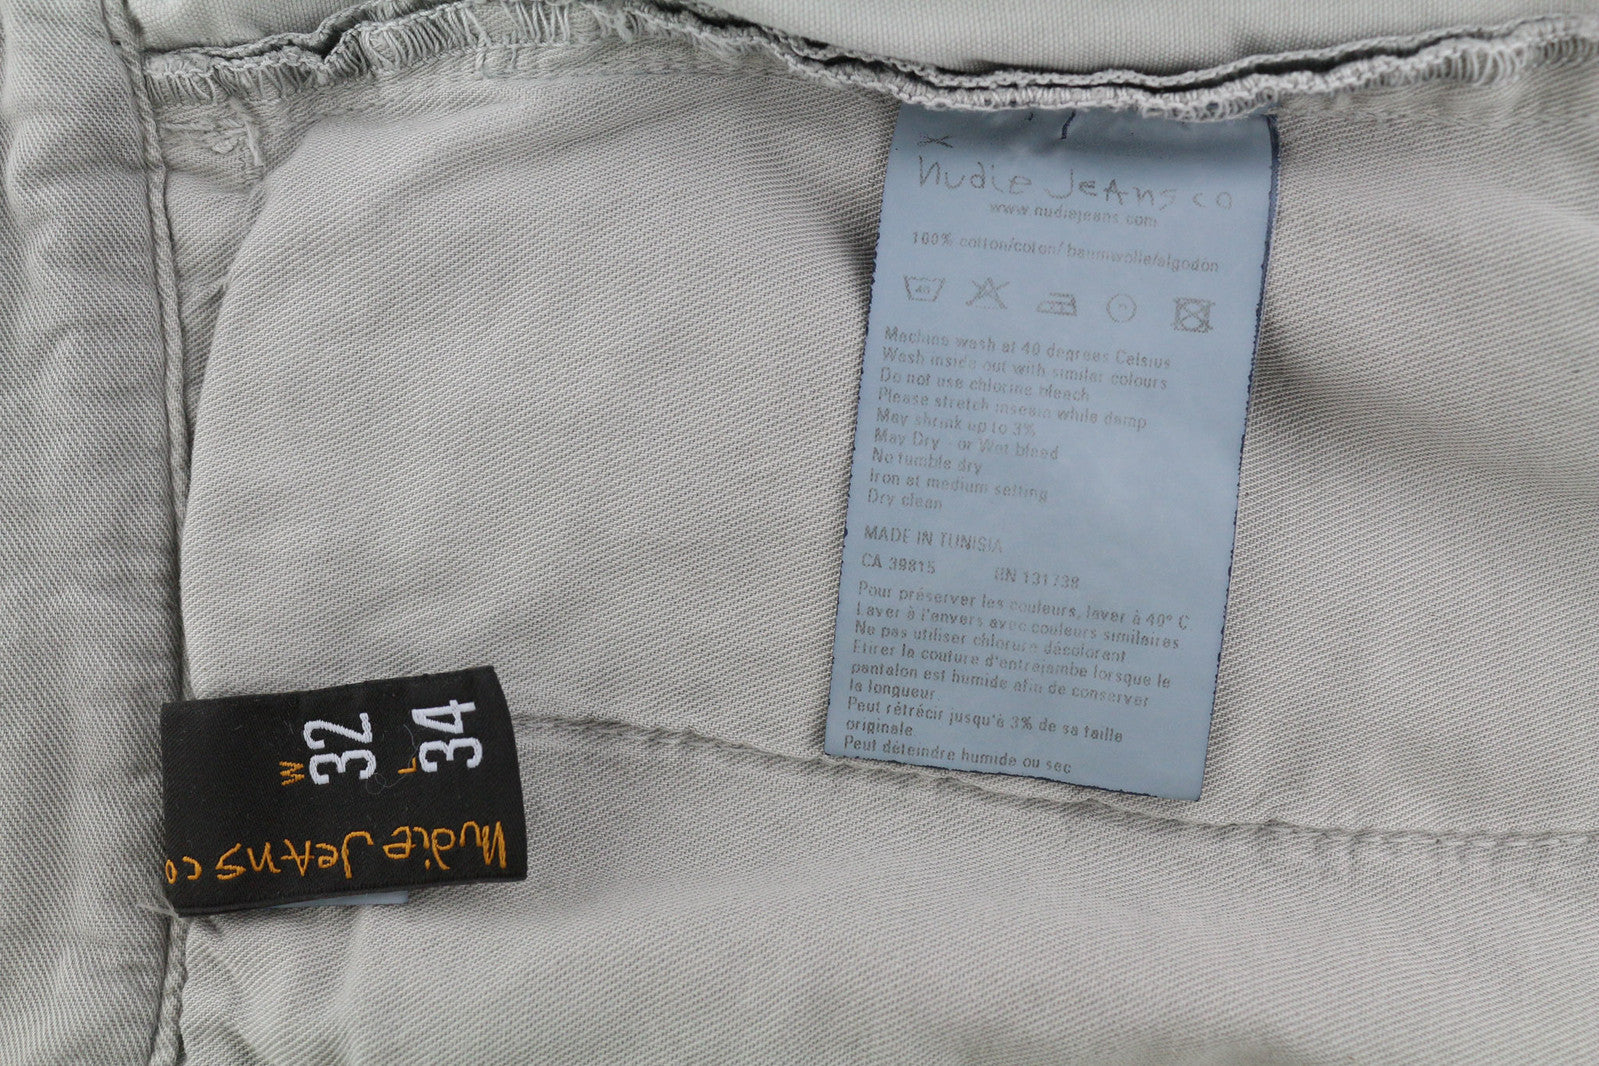 nudie jeans co
www.nudiejeans.com
100% cotton/coton/baumwolle/algodon
40
Machine wash at 40 degrees Celsius
Wash inside out with similar colours
Do not use chlorine bleach
Please stretch inseam while damp
May shrink up to 3%
May Dry - or Wet bleed
No tumble dry
Iron at medium setting
Dry clean
MADE IN TUNISIA
CA 39815 RN 131738
Pour préserver les couleurs, laver à 40° C
Laver à l'envers avec couleurs similaires
Ne pas utiliser chlorure décolorant
Etirer la couture d'entrejambe lorsque le
pantalon est humide afin de conserver
la longueur.
Peut rétrécir jusqu'à 3% de sa taille
originale.
Peut déteindre humide ou sec
W 32
L 34
nudie jeans co